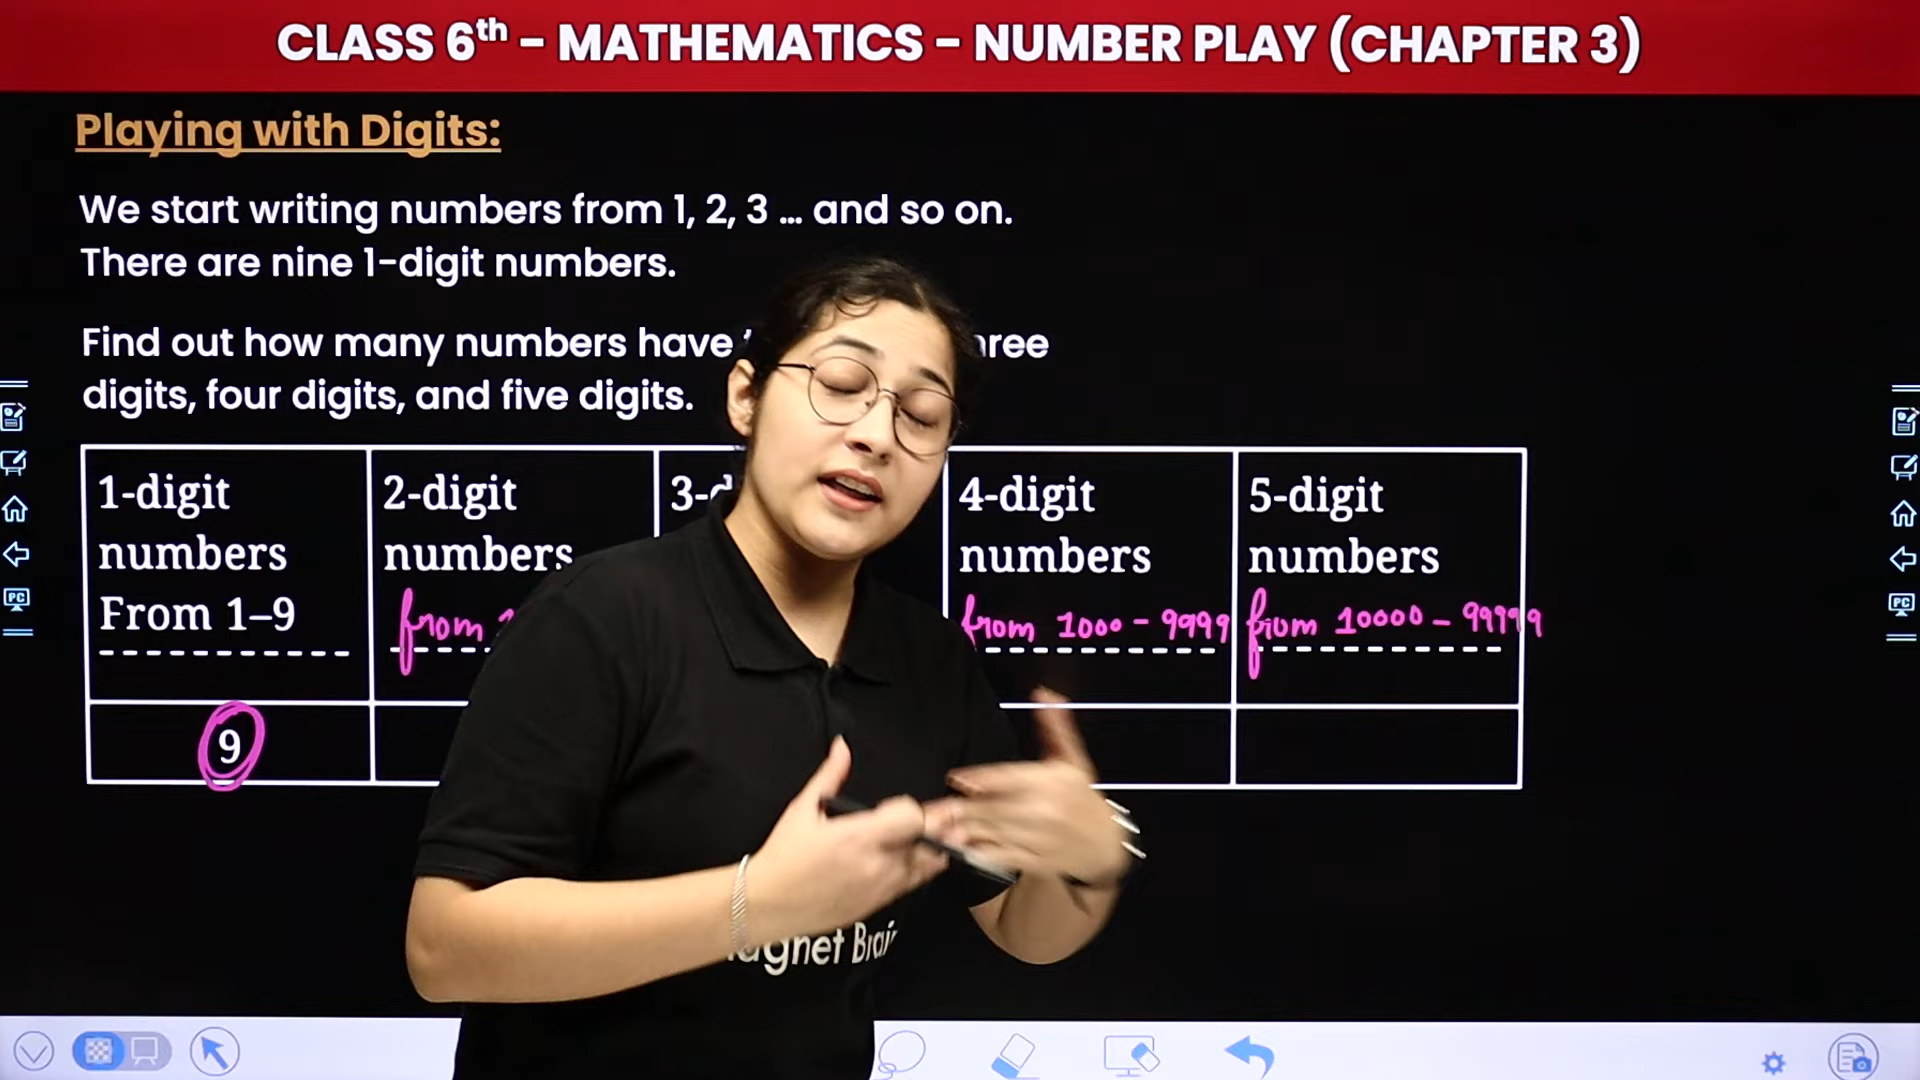 CLASS 6th - MATHEMATICS - NUMBER PLAY (CHAPTER 3)
Playing with Digits:
We start writing numbers from 1, 2, 3 ... and so on.
There are nine 1-digit numbers.
Find out how many numbers have
digits, four digits, and five digits.
1-digit numbers From 1–9
9
2-digit numbers
from
4-digit numbers
from 1000 - 9999
5-digit numbers
from 10000 - 99999
PC
PC